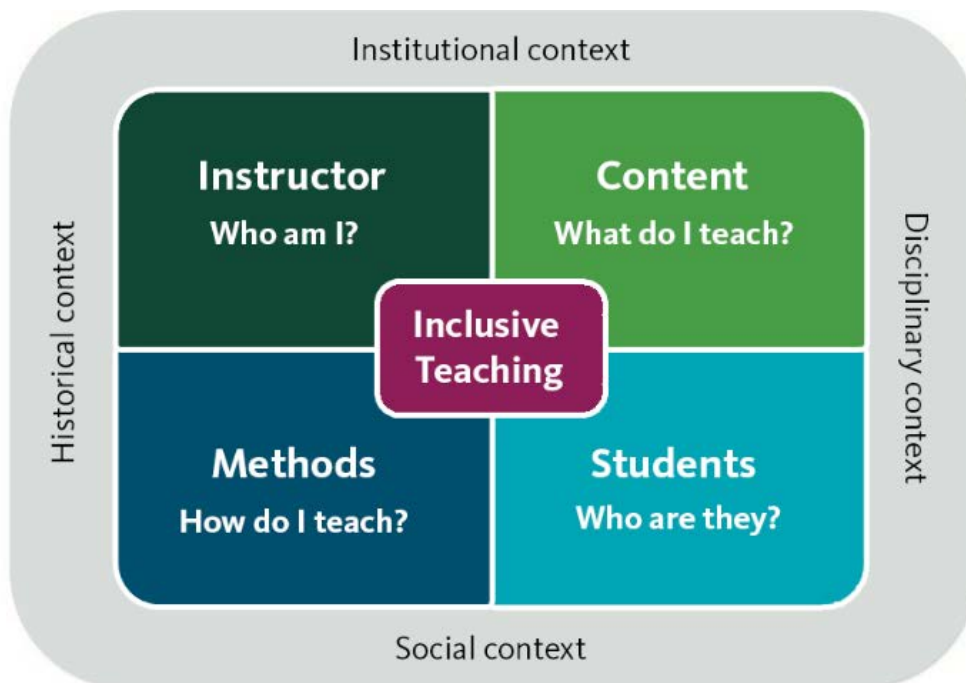 Institutional context
Historical context
Instructor
Who am I?
Content
What do I teach?
Inclusive
Teaching
Methods
How do I teach?
Students
Who are they?
Disciplinary context
Social context